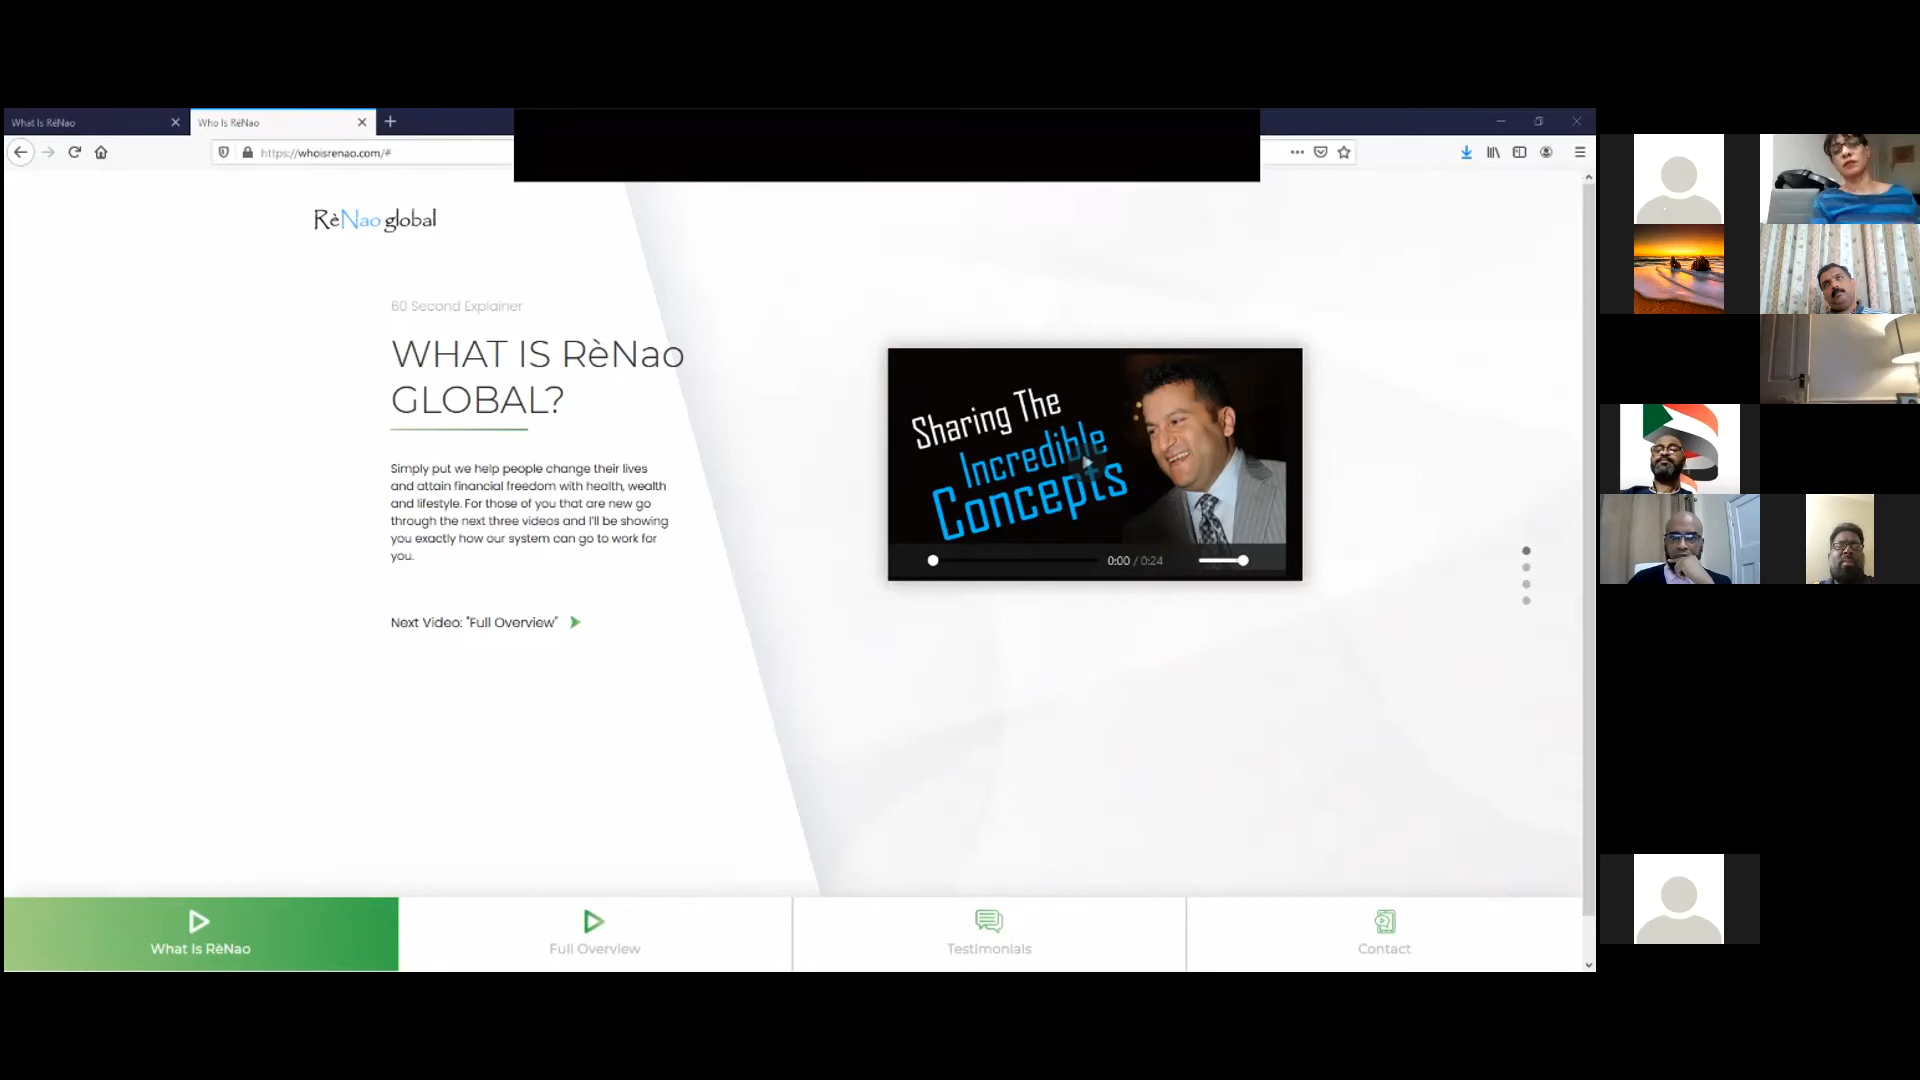 What Is RèNao
Who Is RèNao
https://whoisrenao.com/#
RèNao global
60 Second Explainer
WHAT IS RèNao
GLOBAL?
Simply put we help people change their lives
and attain financial freedom with health, wealth
and lifestyle. For those of you that are new go
through the next three videos and I'll be showing
you exactly how our system can go to work for
you.
Next Video: "Full Overview"
Sharing The
Incredible
Concepts
0:00 / 0:24
What Is RèNao
Full Overview
Testimonials
Contact